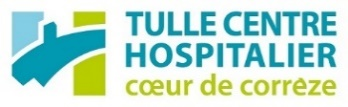 TULLE CENTRE
HOSPITALIER
cœur de corrèze